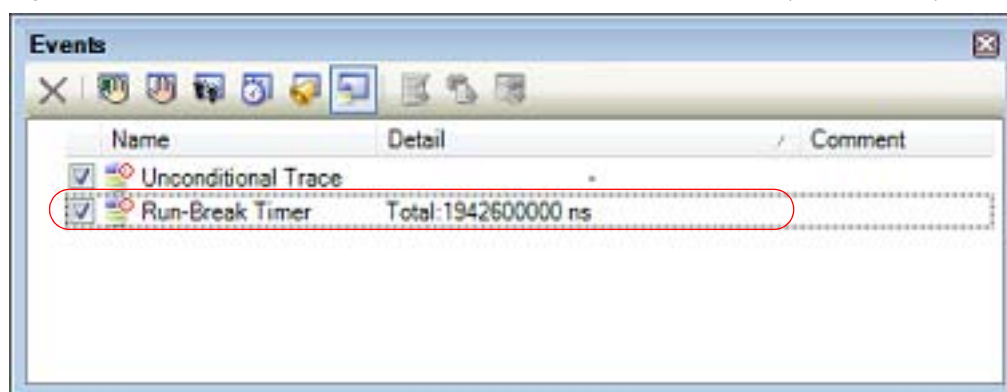 Events
Name Detail Comment
Unconditional Trace -
Run-Break Timer Total:1942600000 ns